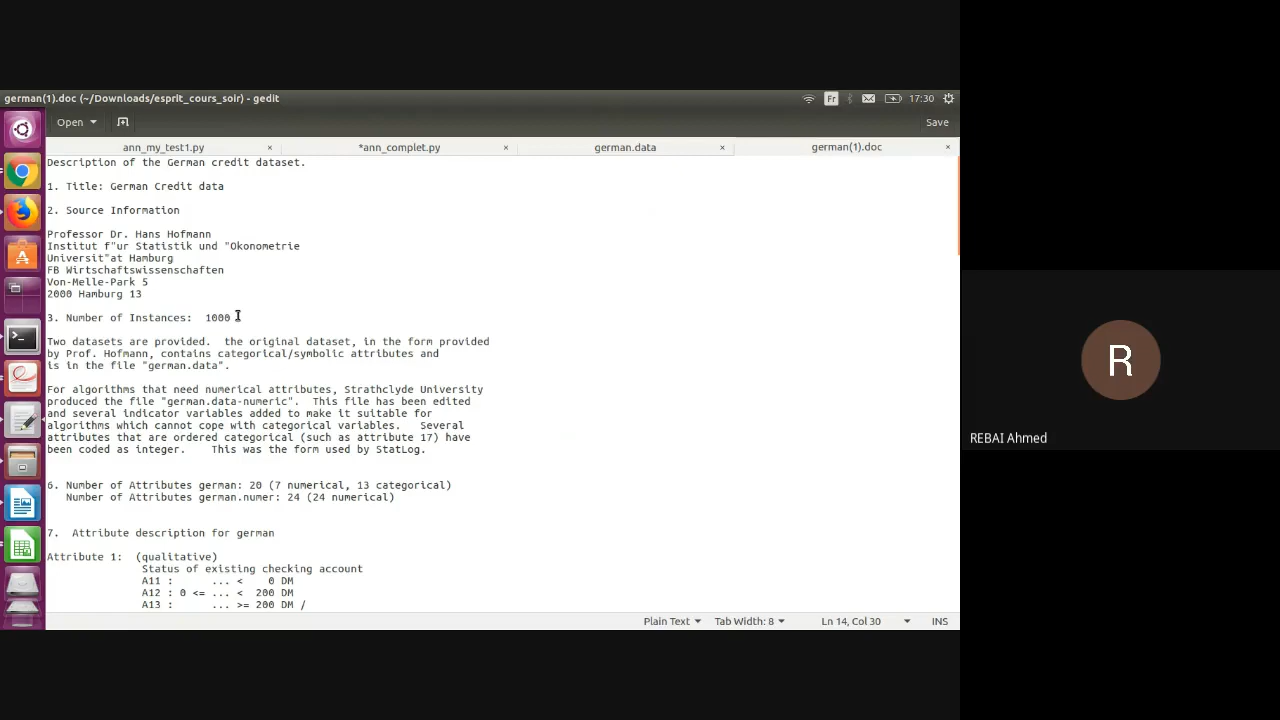 german(1).doc (~/Downloads/esprit_cours_soir) - gedit
Fr
17:30
Open
Save
ann_my_test1.py
*ann_complet.py
german.data
german(1).doc
Description of the German credit dataset.
1. Title: German Credit data
2. Source Information
Professor Dr. Hans Hofmann
Institut f"ur Statistik und "Okonometrie
Universit"at Hamburg
FB Wirtschaftswissenschaften
Von-Melle-Park 5
2000 Hamburg 13
3. Number of Instances:  1000
Two datasets are provided.  the original dataset, in the form provided
by Prof. Hofmann, contains categorical/symbolic attributes and
is in the file "german.data".
For algorithms that need numerical attributes, Strathclyde University
produced the file "german.data-numeric".  This file has been edited
and several indicator variables added to make it suitable for
algorithms which cannot cope with categorical variables.   Several
attributes that are ordered categorical (such as attribute 17) have
been coded as integer.    This was the form used by StatLog.
6. Number of Attributes german: 20 (7 numerical, 13 categorical)
Number of Attributes german.numer: 24 (24 numerical)
7.  Attribute description for german
Attribute 1:  (qualitative)
Status of existing checking account
A11 :      ... <    0 DM
A12 : 0 <= ... <  200 DM
A13 :      ... >= 200 DM /
Plain Text
Tab Width: 8
Ln 14, Col 30
INS
R
REBAI Ahmed